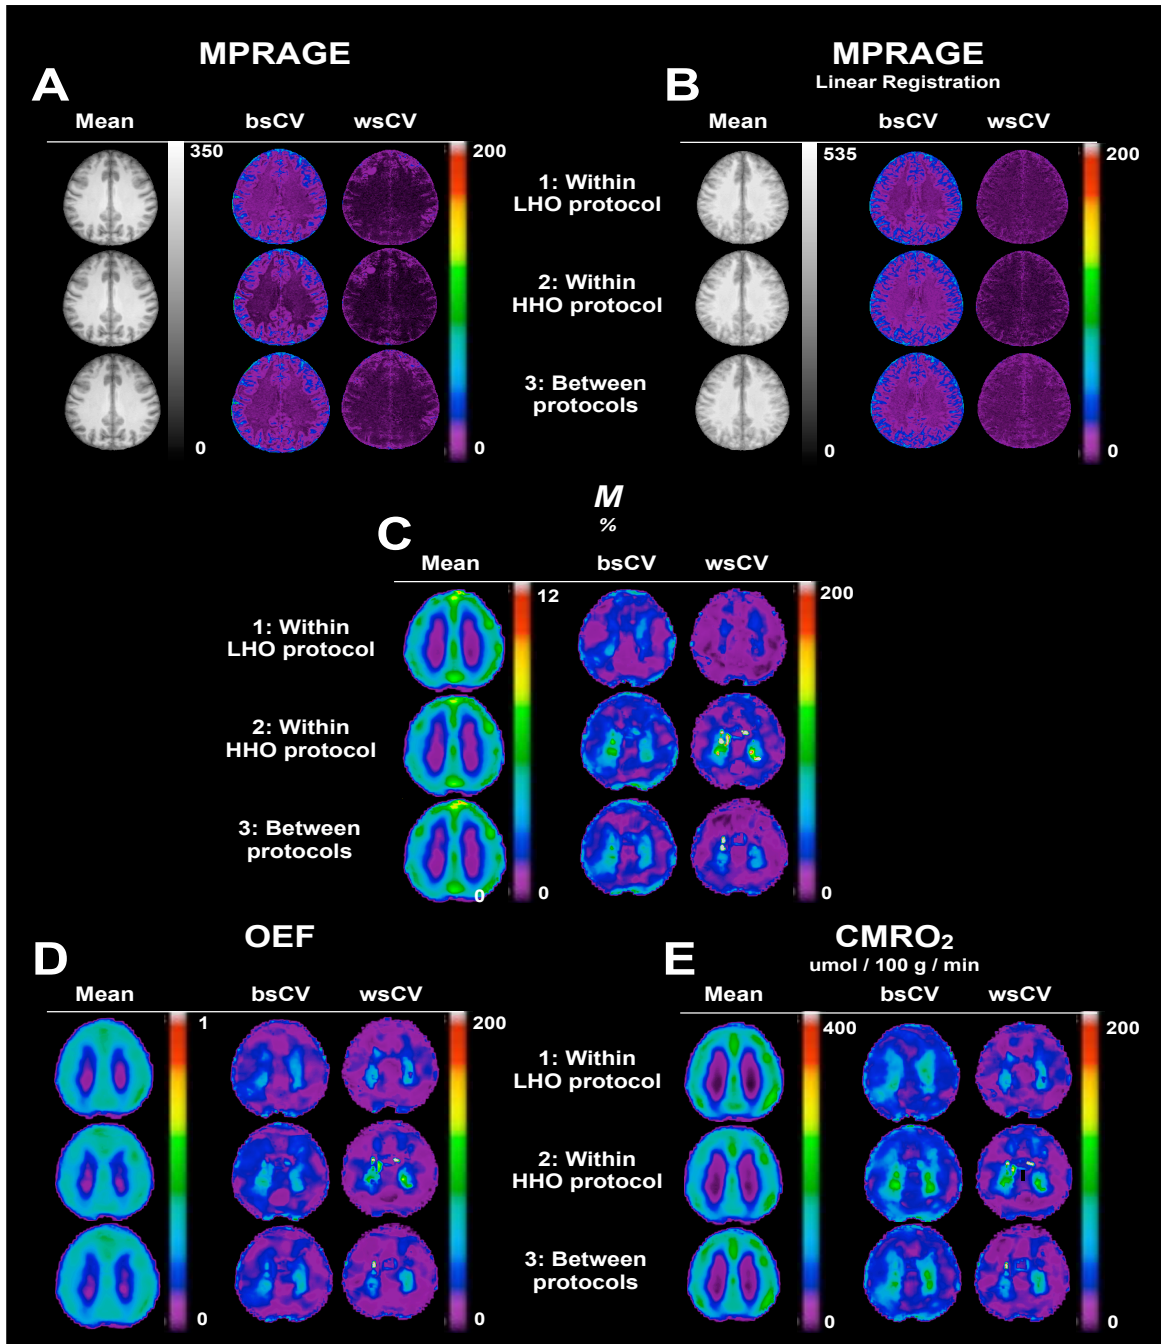 MPRAGE
A
Mean bsCV wsCV
350
200
0
0
MPRAGE
Linear Registration
B
Mean bsCV wsCV
535
200
0
0
1: Within
LHO protocol
2: Within
HHO protocol
3: Between
protocols
M
%
C
Mean bsCV wsCV
12
200
0
0
1: Within
LHO protocol
2: Within
HHO protocol
3: Between
protocols
0
OEF
D
Mean bsCV wsCV
1
200
0
0
CMRO₂
umol / 100 g / min
E
Mean bsCV wsCV
400
200
0
0
1: Within
LHO protocol
2: Within
HHO protocol
3: Between
protocols